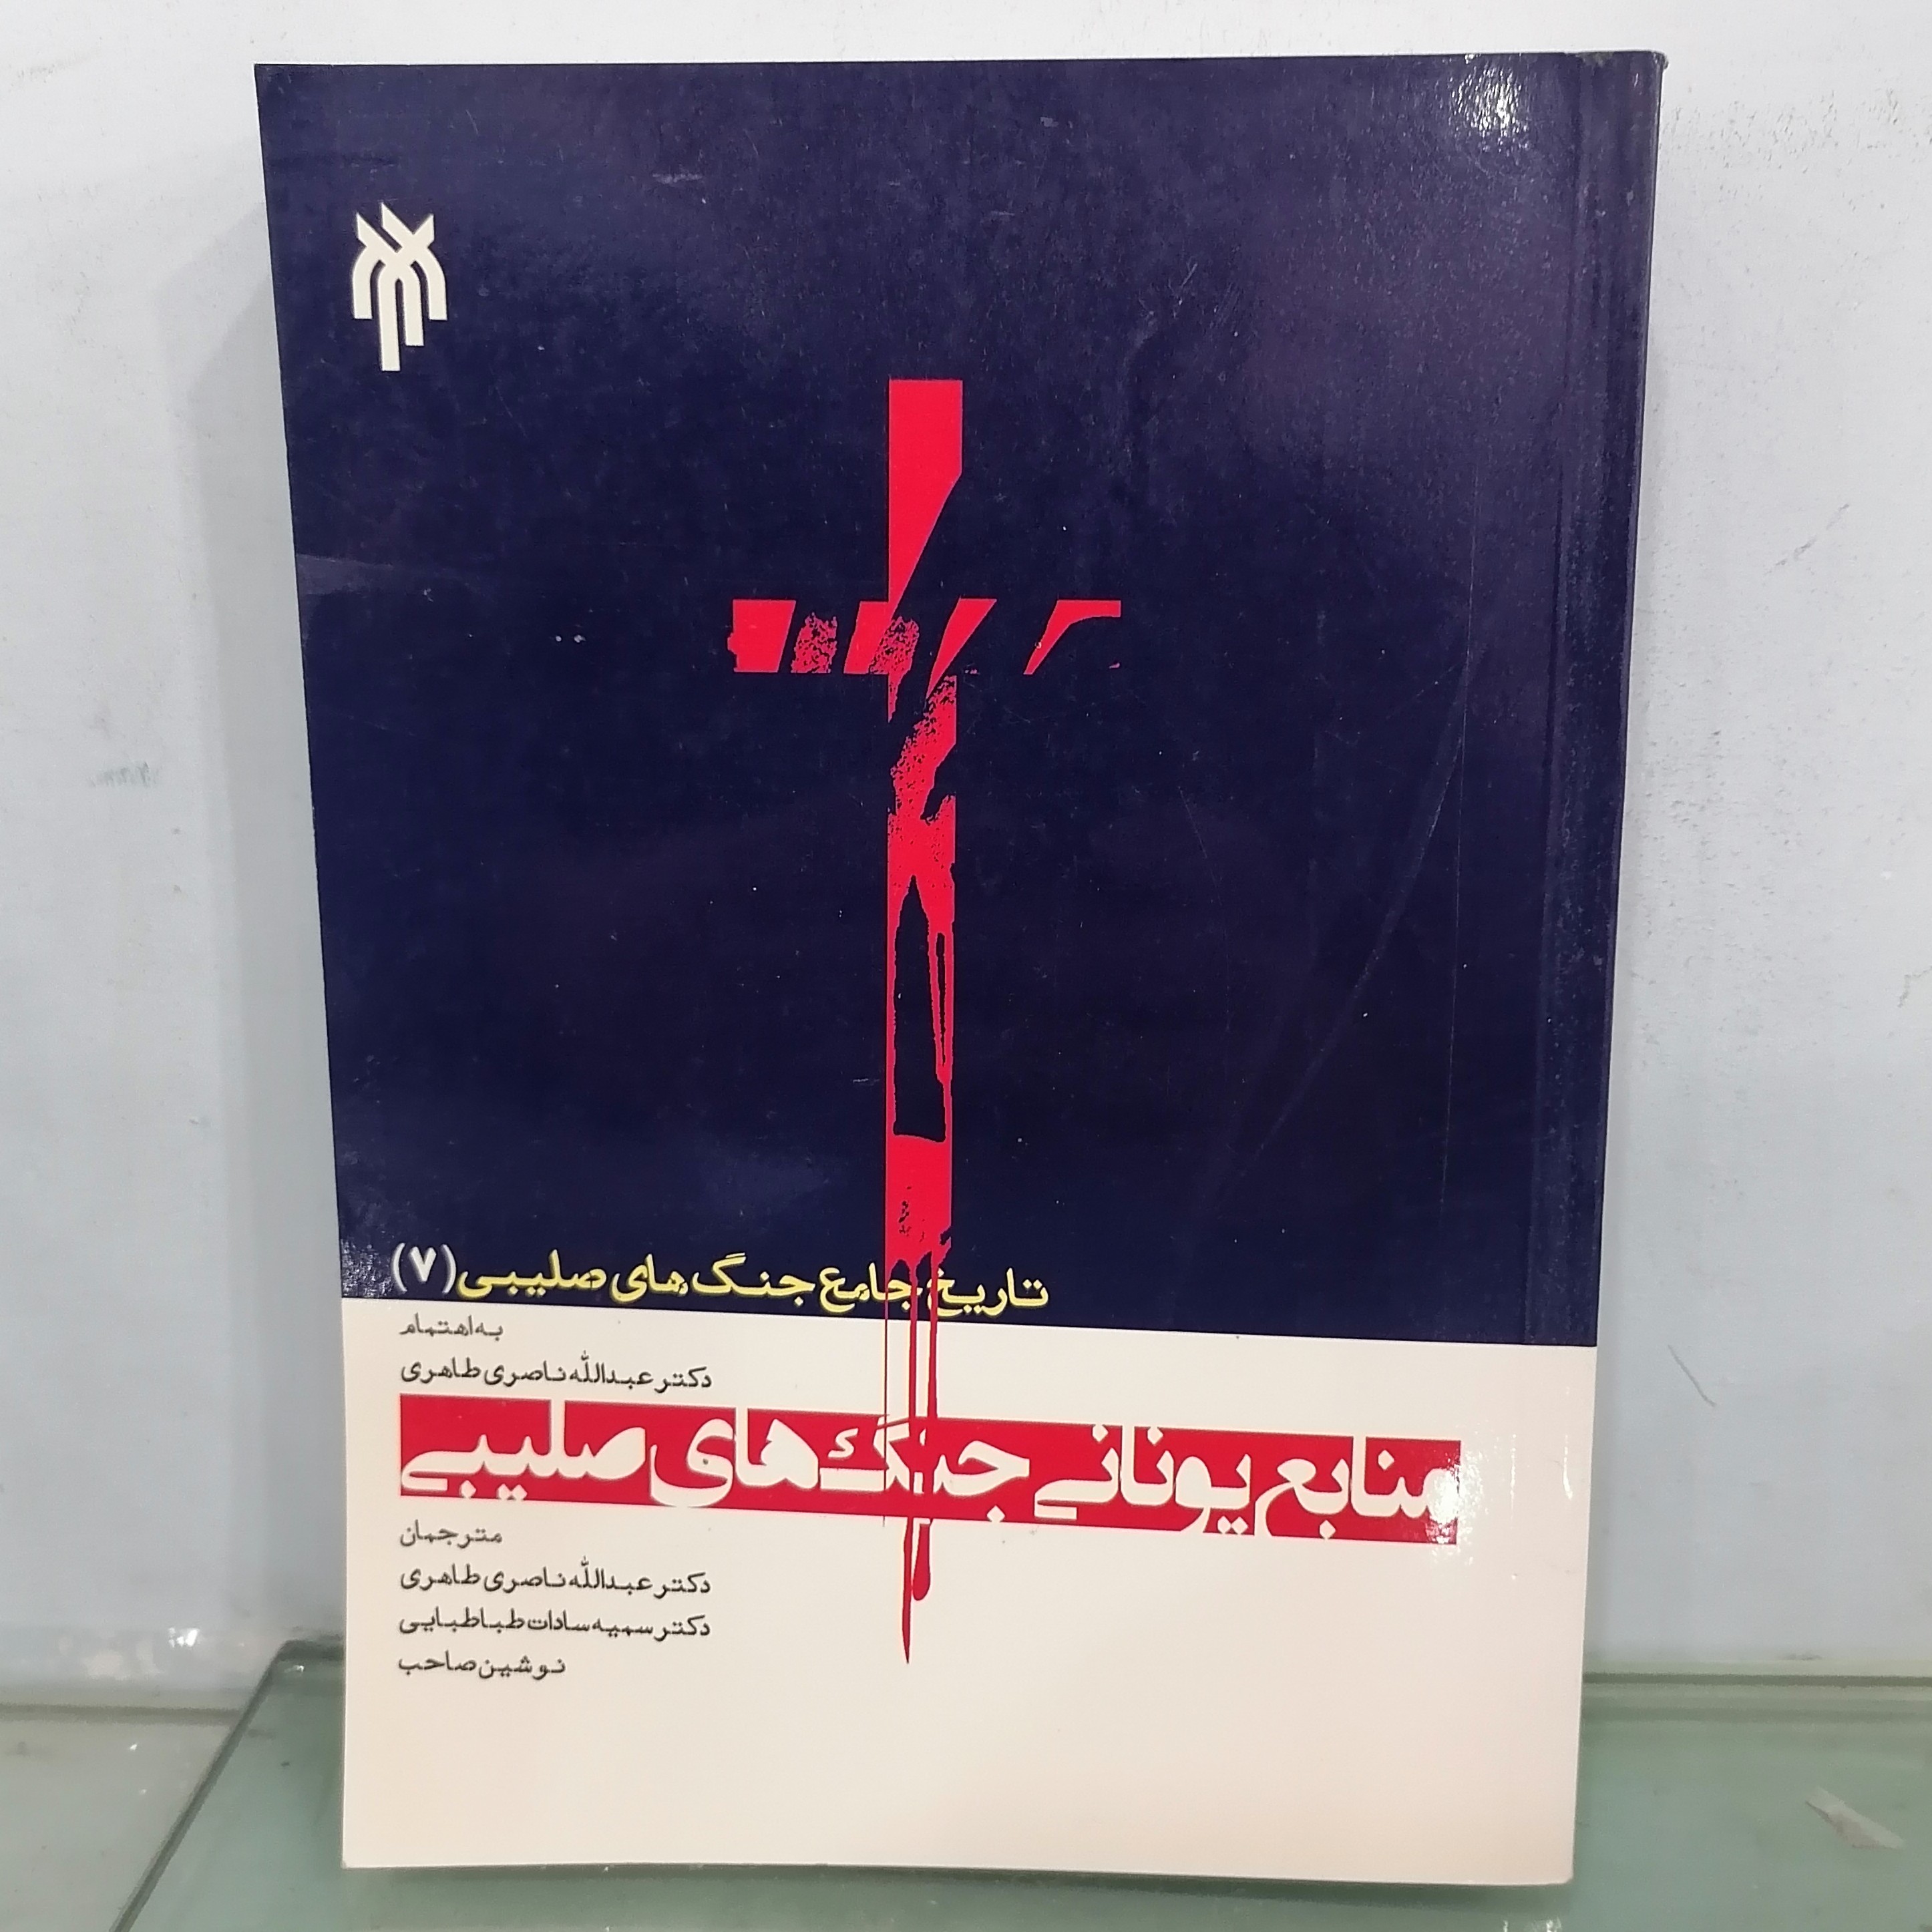 تاریخ جامع جنگ های صلیبی (۷)
به اهتمام
دکتر عبدالله ناصری طاهری
منابع یونانی جنگ های صلیبی
مترجمان
دکتر عبدالله ناصری طاهری
دکتر سمیه سادات طباطبایی
نوشین صاحب